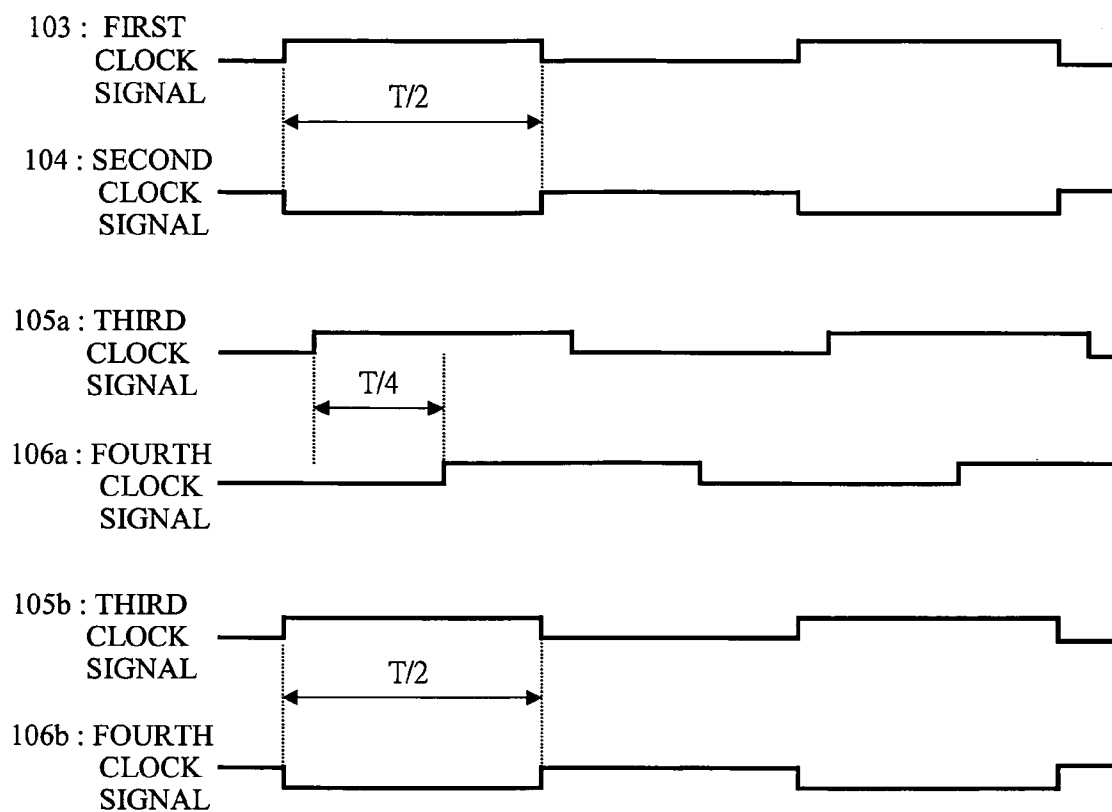 103 : FIRST
CLOCK
SIGNAL
T/2
104 : SECOND
CLOCK
SIGNAL
105a : THIRD
CLOCK
SIGNAL
T/4
106a : FOURTH
CLOCK
SIGNAL
105b : THIRD
CLOCK
SIGNAL
T/2
106b : FOURTH
CLOCK
SIGNAL